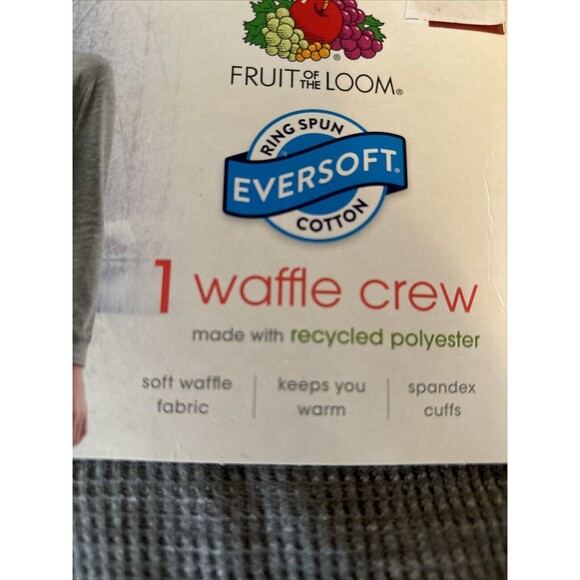 FRUIT OF THE LOOM®
RING SPUN
EVERSOFT®
COTTON
1 waffle crew
made with recycled polyester
soft waffle fabric
keeps you warm
spandex cuffs